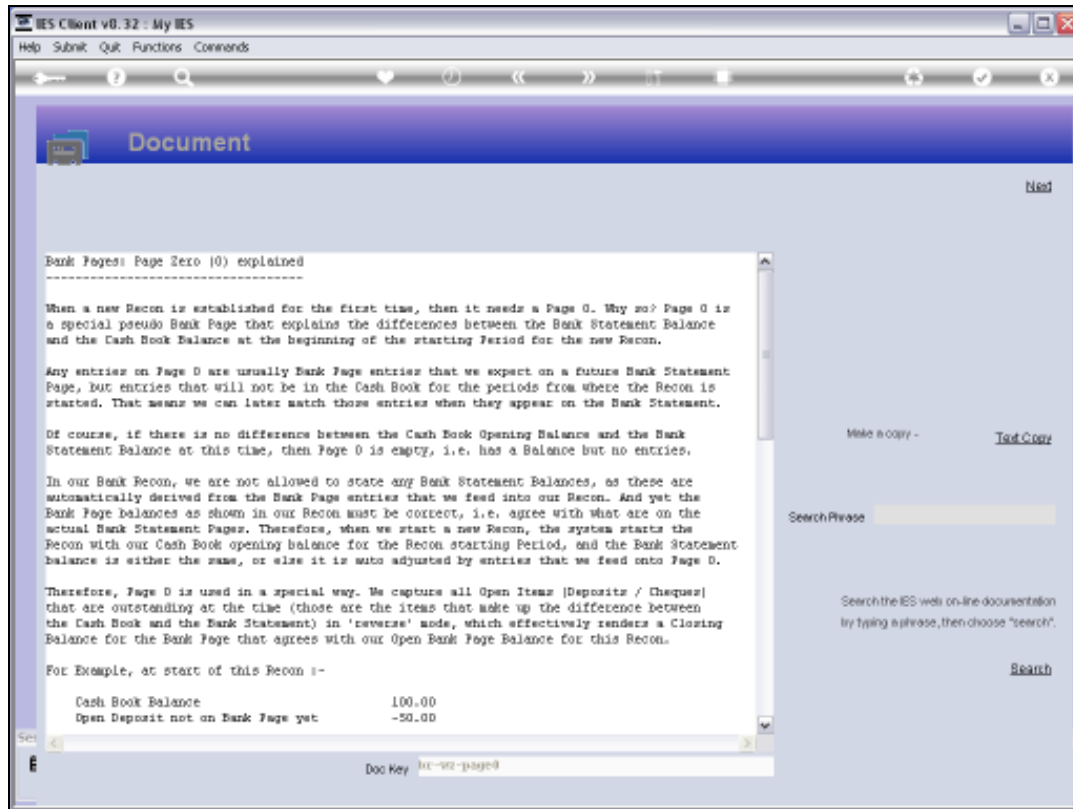 IES Client v8.32 : My IES
Help Submit Quit Functions Commands
Document
Next
Bank Pages: Page Zero (0) explained
-----------------------------------
When a new Recon is established for the first time, then it needs a Page 0. Why so? Page 0 is
a special pseudo Bank Page that explains the differences between the Bank Statement Balance
and the Cash Book Balance at the beginning of the starting Period for the new Recon.
Any entries on Page 0 are usually Bank Page entries that we expect on a future Bank Statement
Page, but entries that will not be in the Cash Book for the periods from where the Recon is
started. That means we can later match those entries when they appear on the Bank Statement.
Of course, if there is no difference between the Cash Book Opening Balance and the Bank
Statement Balance at this time, then Page 0 is empty, i.e. has a Balance but no entries.
In our Bank Recon, we are not allowed to state any Bank Statement Balances, as these are
automatically derived from the Bank Page entries that we feed into our Recon. And yet the
Bank Page balances as shown in our Recon must be correct, i.e. agree with what are on the
actual Bank Statement Pages. Therefore, when we start a new Recon, the system starts the
Recon with our Cash Book opening balance for the Recon starting Period, and the Bank Statement
balance is either the same, or else it is auto adjusted by entries that we feed onto Page 0.
Therefore, Page 0 is used in a special way. We capture all Open Items (Deposits / Cheques)
that are outstanding at the time (those are the items that make up the difference between
the Cash Book and the Bank Statement) in 'reverse' mode, which effectively renders a Closing
Balance for the Bank Page that agrees with our Open Bank Page Balance for this Recon.
For Example, at start of this Recon :-
Cash Book Balance 100.00
Open Deposit not on Bank Page yet -50.00
Make a copy -
Text Copy
Search Phrase
Search the IES web on-line documentation
by typing a phrase, then choose "search".
Search
Doc Key br-wz-page0